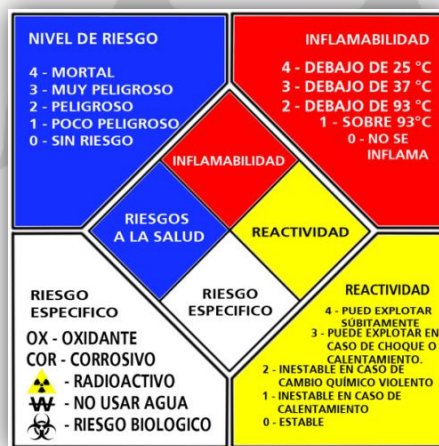 NIVEL DE RIESGO
4 - MORTAL
3 - MUY PELIGROSO
2 - PELIGROSO
1 - POCO PELIGROSO
0 - SIN RIESGO
INFLAMABILIDAD
4 - DEBAJO DE 25 °C
3 - DEBAJO DE 37 °C
2 - DEBAJO DE 93 °C
1 - SOBRE 93°C
0 - NO SE
INFLAMA
INFLAMABILIDAD
RIESGOS
A LA SALUD
REACTIVIDAD
RIESGO
ESPECIFICO
RIESGO
ESPECIFICO
OX - OXIDANTE
COR - CORROSIVO
- RADIOACTIVO
W - NO USAR AGUA
- RIESGO BIOLOGICO
REACTIVIDAD
4 - PUED EXPLOTAR
SÚBITAMENTE
3 - PUEDE EXPLOTAR EN
CASO DE CHOQUE O
CALENTAMIENTO.
2 - INESTABLE EN CASO DE
CAMBIO QUÍMICO VIOLENTO
1 - INESTABLE EN CASO DE
CALENTAMIENTO
0 - ESTABLE